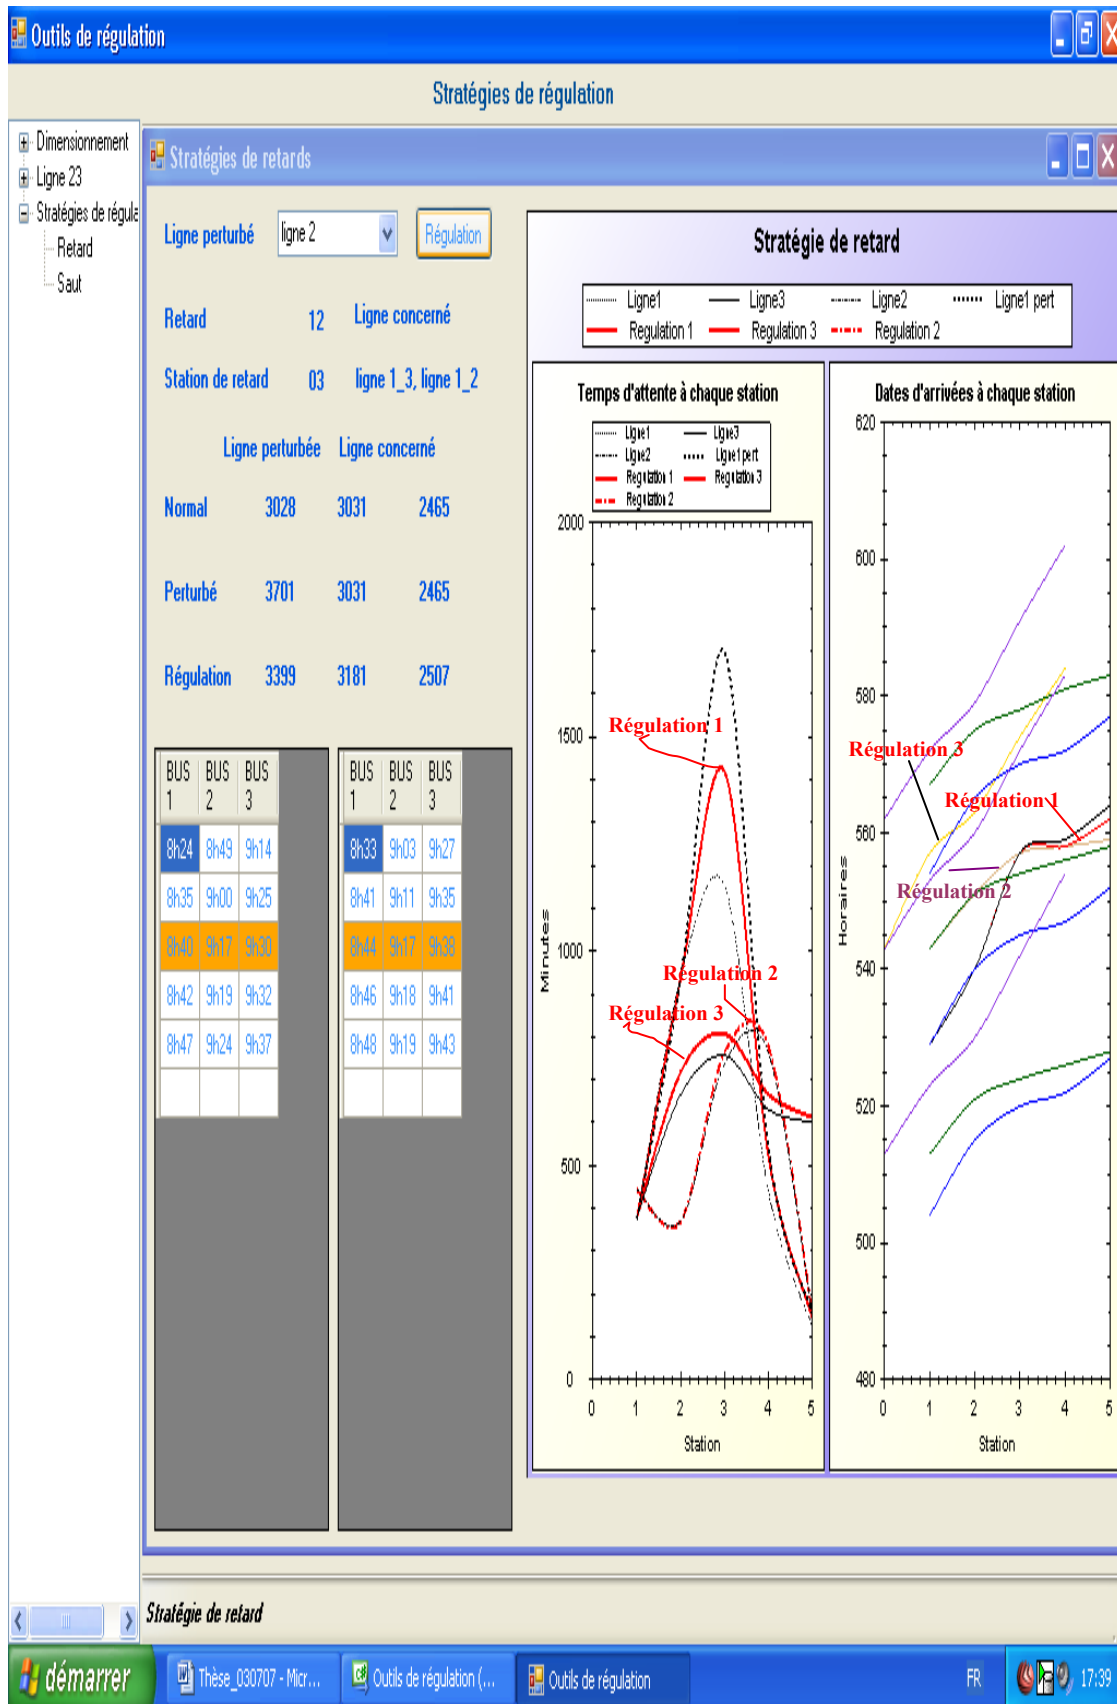 Outils de régulation
Stratégies de régulation
Dimensionnement
Ligne 23
Stratégies de régula
Retard
Saut
Stratégies de retards
Ligne perturbé ligne 2 Régulation
Retard 12 Ligne concerné
Station de retard 03 ligne 1_3, ligne 1_2
Ligne perturbée Ligne concerné
Normal 3028 3031 2465
Perturbé 3701 3031 2465
Régulation 3399 3181 2507
BUS 1 BUS 2 BUS 3
8h24 8h49 9h14
8h35 9h00 9h25
8h40 9h17 9h30
8h42 9h19 9h32
8h47 9h24 9h37
BUS 1 BUS 2 BUS 3
8h33 9h03 9h27
8h41 9h11 9h35
8h44 9h17 9h38
8h46 9h18 9h41
8h48 9h19 9h43
Stratégie de retard
Ligne1 Ligne3 Ligne2 Ligne1 pert
Regulation 1 Regulation 3 Regulation 2
Temps d'attente à chaque station
Ligne1 Ligne3
Ligne2 Ligne1 pert
Regulation 1 Regulation 3
Regulation 2
2000
1500
1000
500
0
Minutes
Régulation 1
Régulation 2
Régulation 3
0 1 2 3 4 5
Station
Dates d'arrivées à chaque station
620
600
580
560
540
520
500
480
Horaires
Régulation 3
Régulation 1
Régulation 2
0 1 2 3 4 5
Station
Stratégie de retard
démarrer
Thèse_030707 - Micr...
Outils de régulation (...
Outils de régulation
FR
17:39